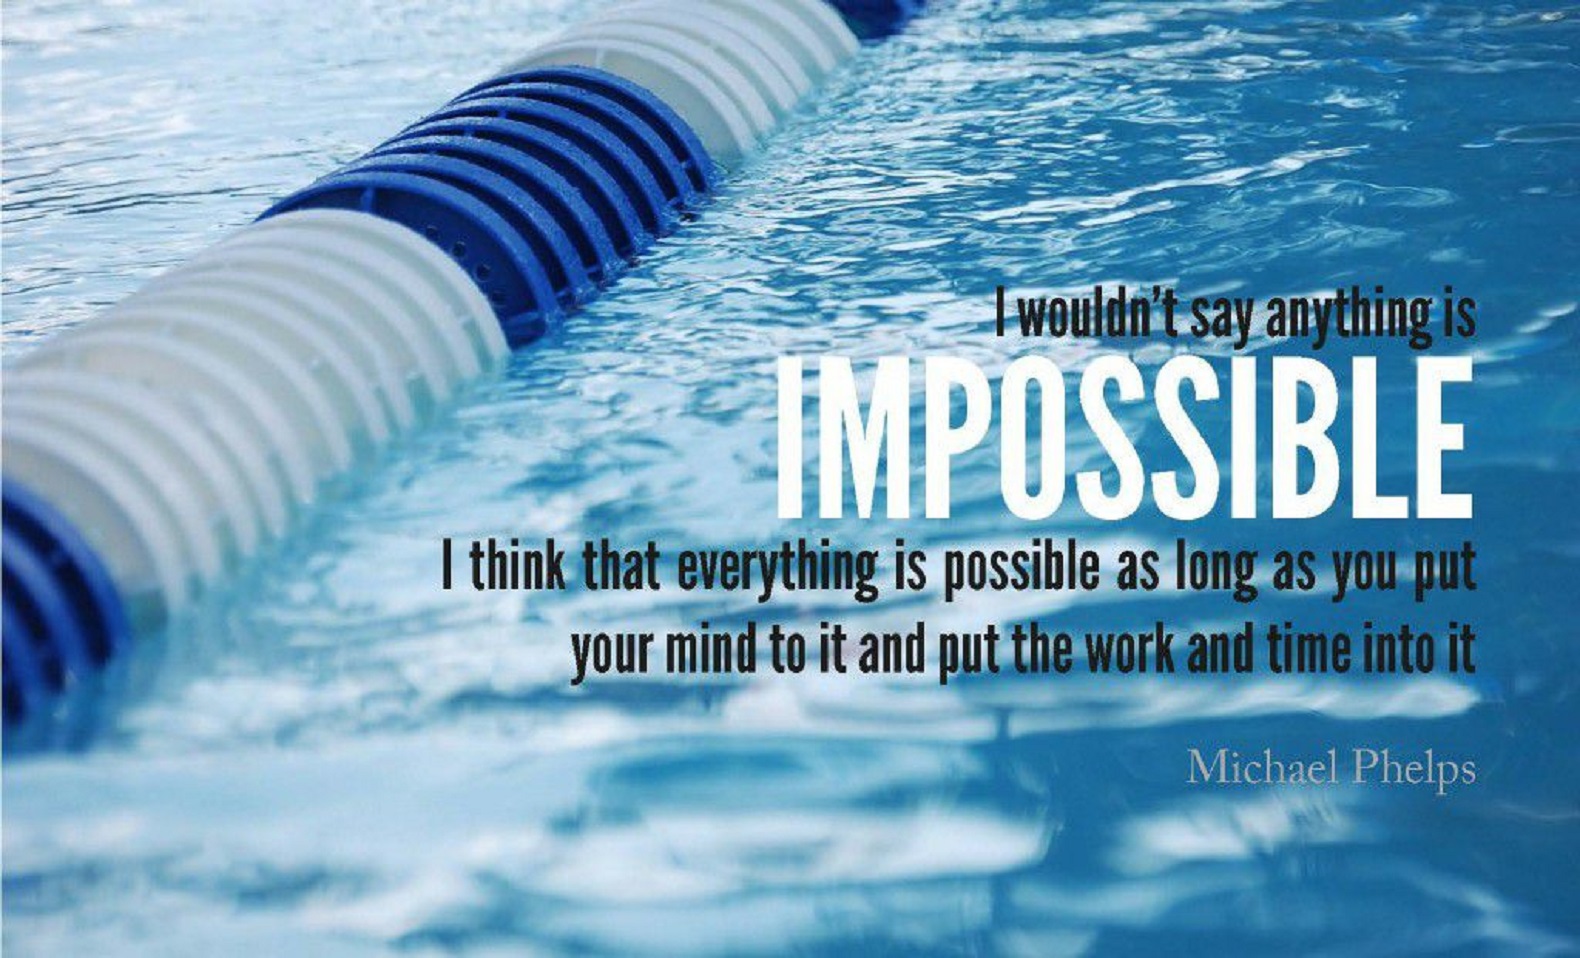 I wouldn't say anything is
IMPOSSIBLE
I think that everything is possible as long as you put
your mind to it and put the work and time into it
Michael Phelps